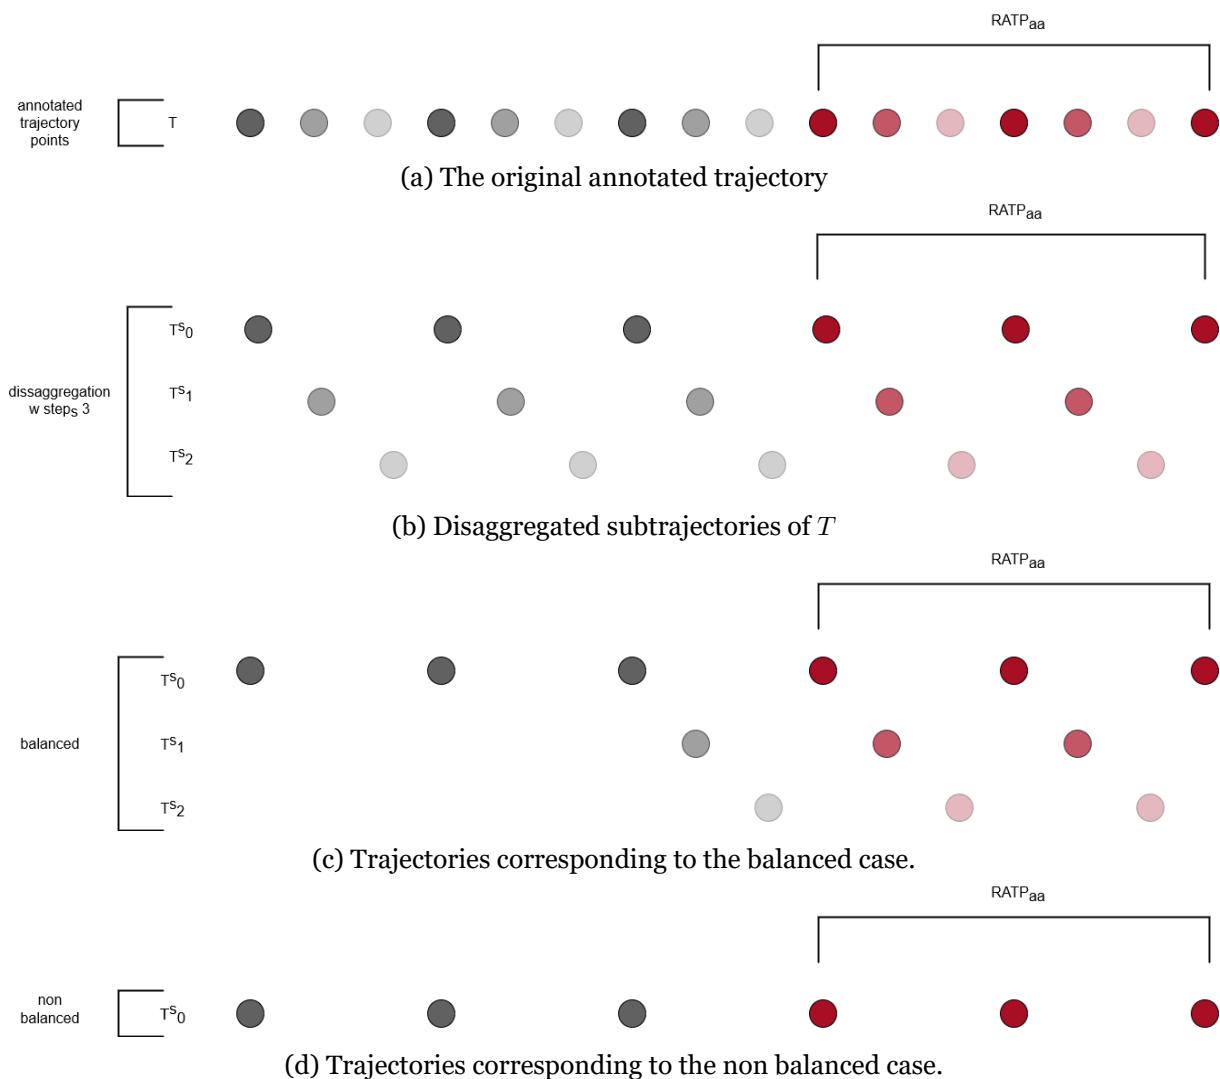 RATPaa
annotated
trajectory
points
T
(a) The original annotated trajectory
RATPaa
Ts0
dissaggregation
w steps 3
Ts1
Ts2
(b) Disaggregated subtrajectories of T
RATPaa
Ts0
balanced
Ts1
Ts2
(c) Trajectories corresponding to the balanced case.
RATPaa
non
balanced
Ts0
(d) Trajectories corresponding to the non balanced case.